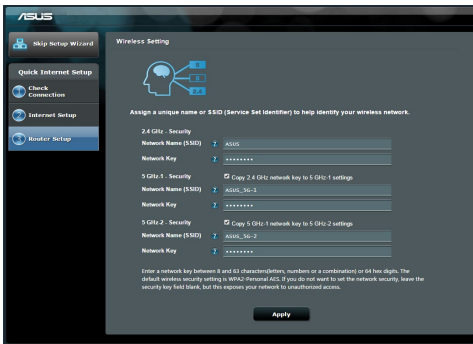 ASUS
Skip Setup Wizard
Quick Internet Setup
1 Check Connection
2 Internet Setup
3 Router Setup
Wireless Setting
5
5
2.4
Assign a unique name or SSID (Service Set Identifier) to help identify your wireless network.
2.4 GHz - Security
Network Name (SSID) ? ASUS
Network Key ? ••••••••
5 GHz-1 - Security Copy 2.4 GHz network key to 5 GHz-1 settings
Network Name (SSID) ? ASUS_5G-1
Network Key ? ••••••••
5 GHz-2 - Security Copy 5 GHz-1 network key to 5 GHz-2 settings
Network Name (SSID) ? ASUS_5G-2
Network Key ? ••••••••
Enter a network key between 8 and 63 characters(letters, numbers or a combination) or 64 hex digits. The
default wireless security setting is WPA2-Personal AES. If you do not want to set the network security, leave the
security key field blank, but this exposes your network to unauthorized access.
Apply